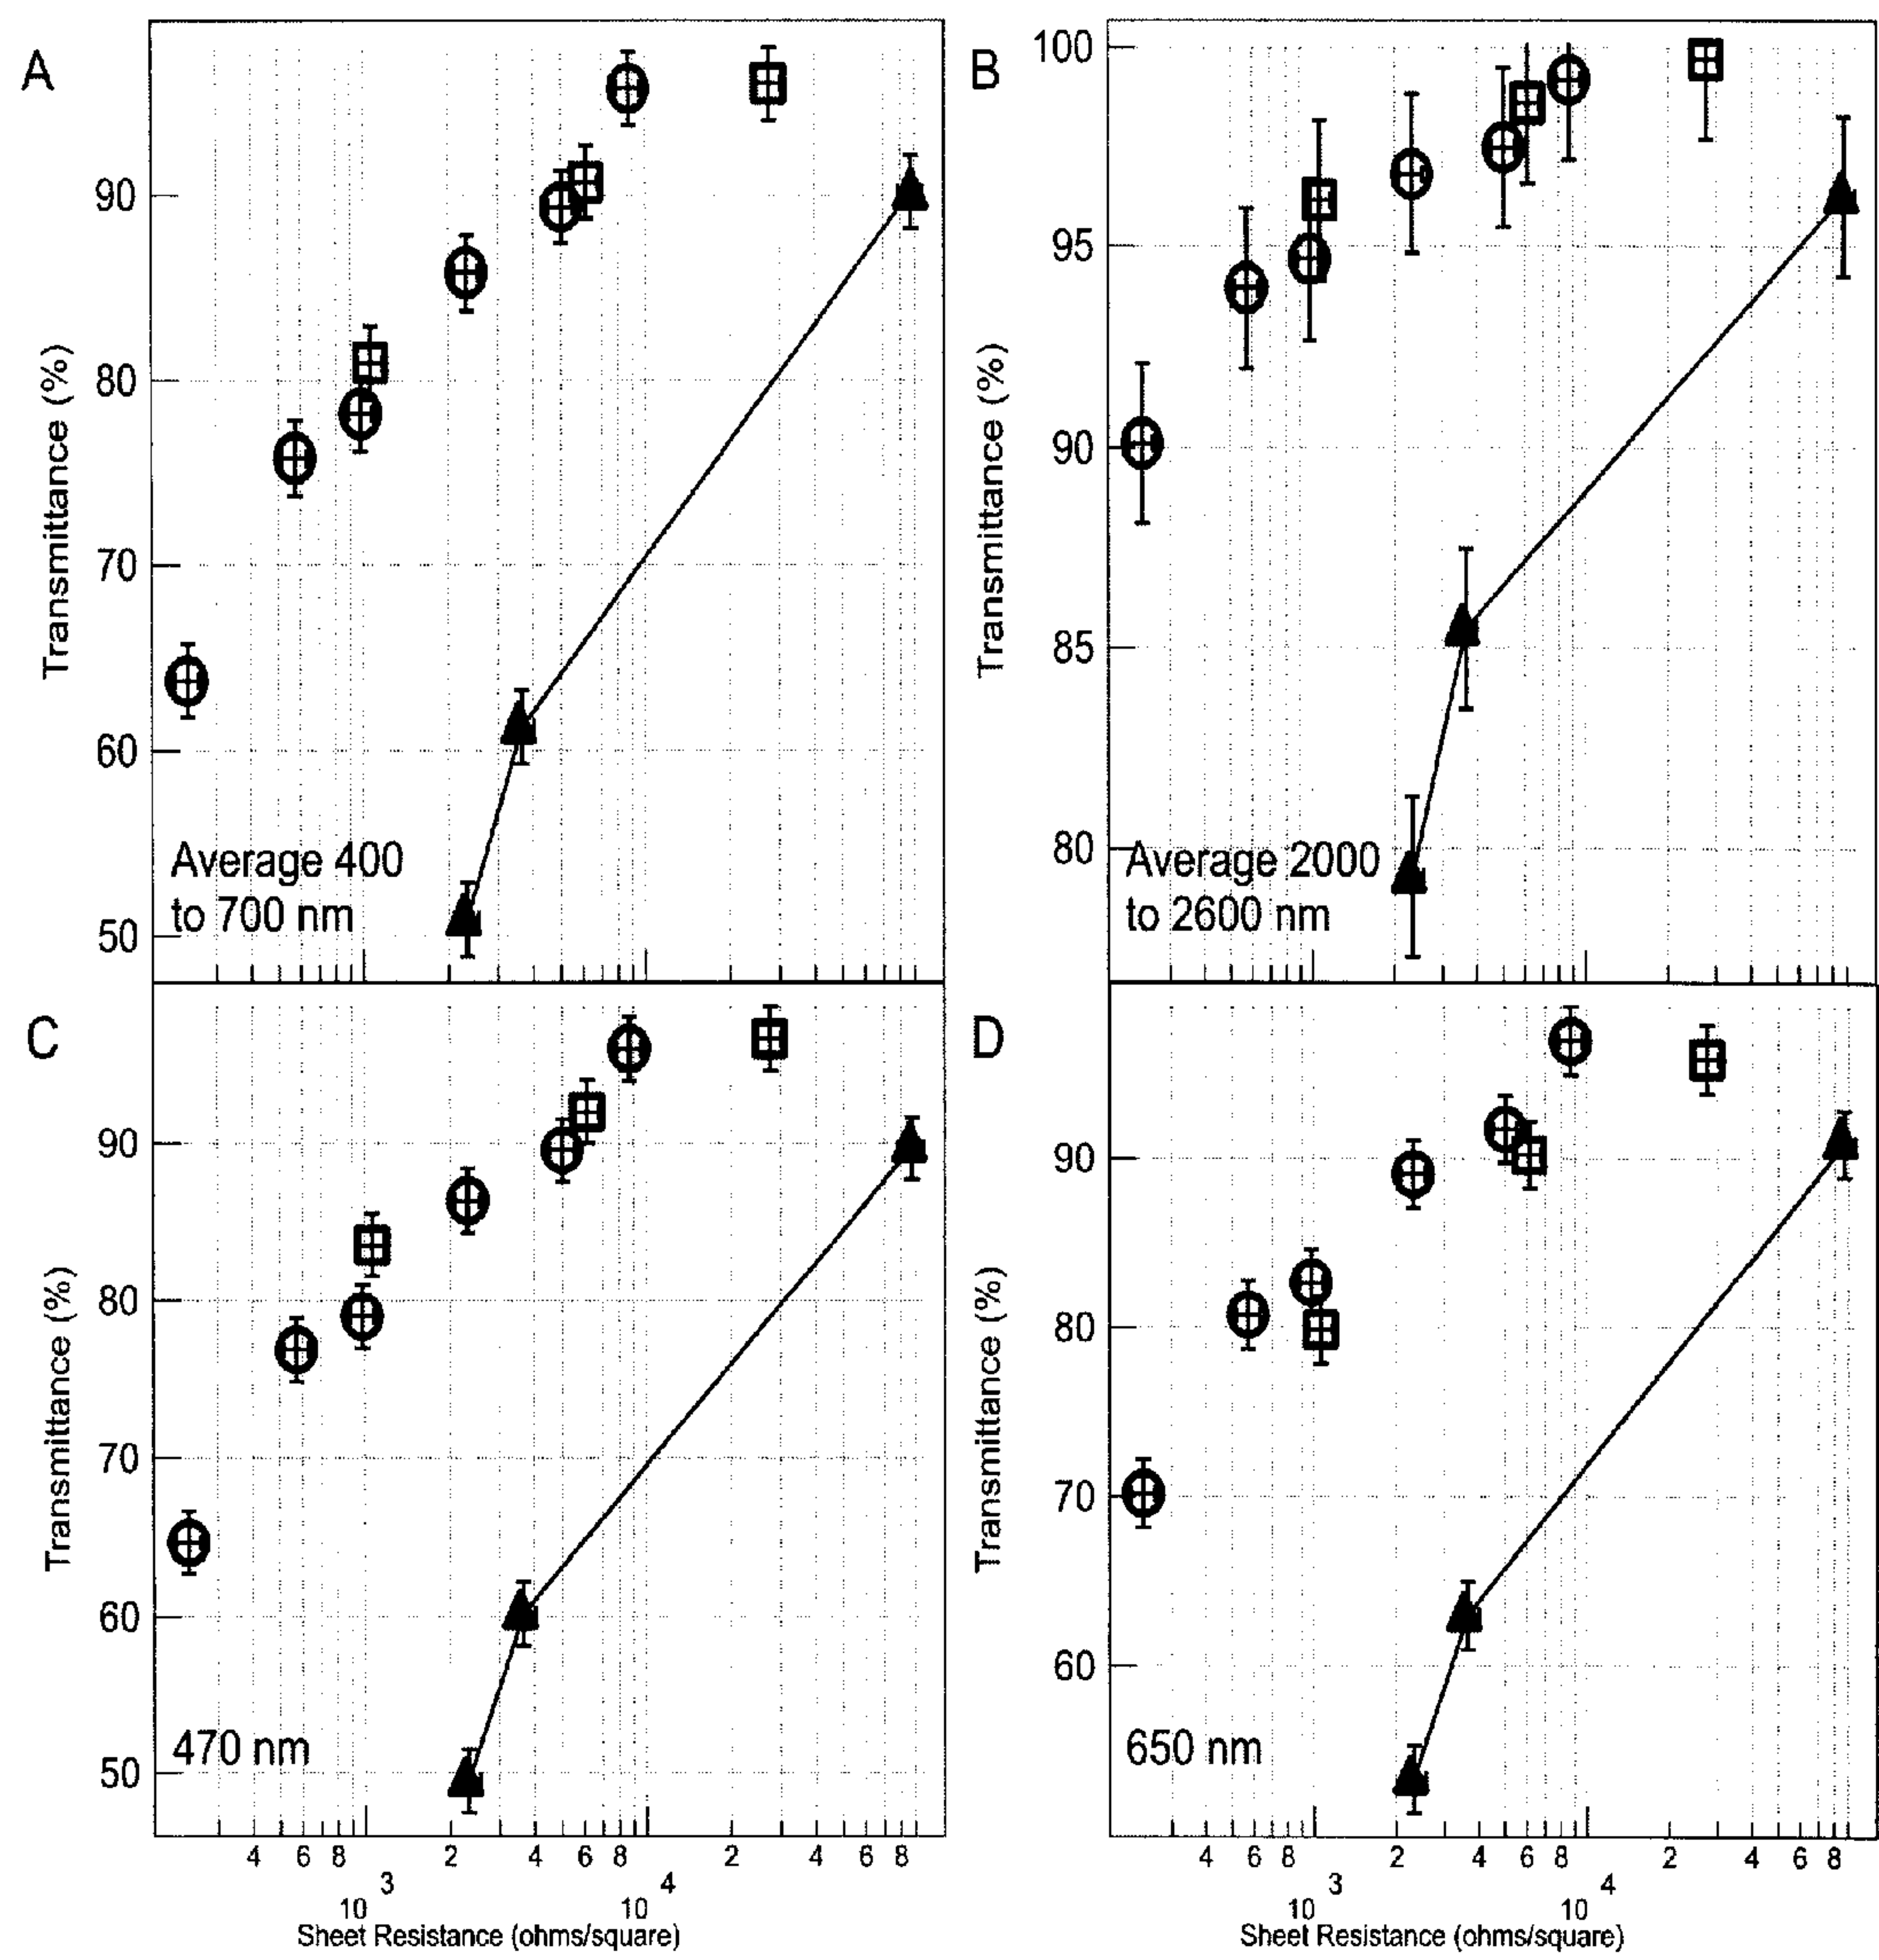 A
B
Transmittance (%)
90
80
70
60
50
Average 400
to 700 nm
Transmittance (%)
100
95
90
85
80
Average 2000
to 2600 nm
C
D
Transmittance (%)
90
80
70
60
50
470 nm
4 6 8 2 4 6 8 2 4 6 8
10 3 10 4
Sheet Resistance (ohms/square)
Transmittance (%)
90
80
70
60
650 nm
4 6 8 2 4 6 8 2 4 6 8
10 3 10 4
Sheet Resistance (ohms/square)